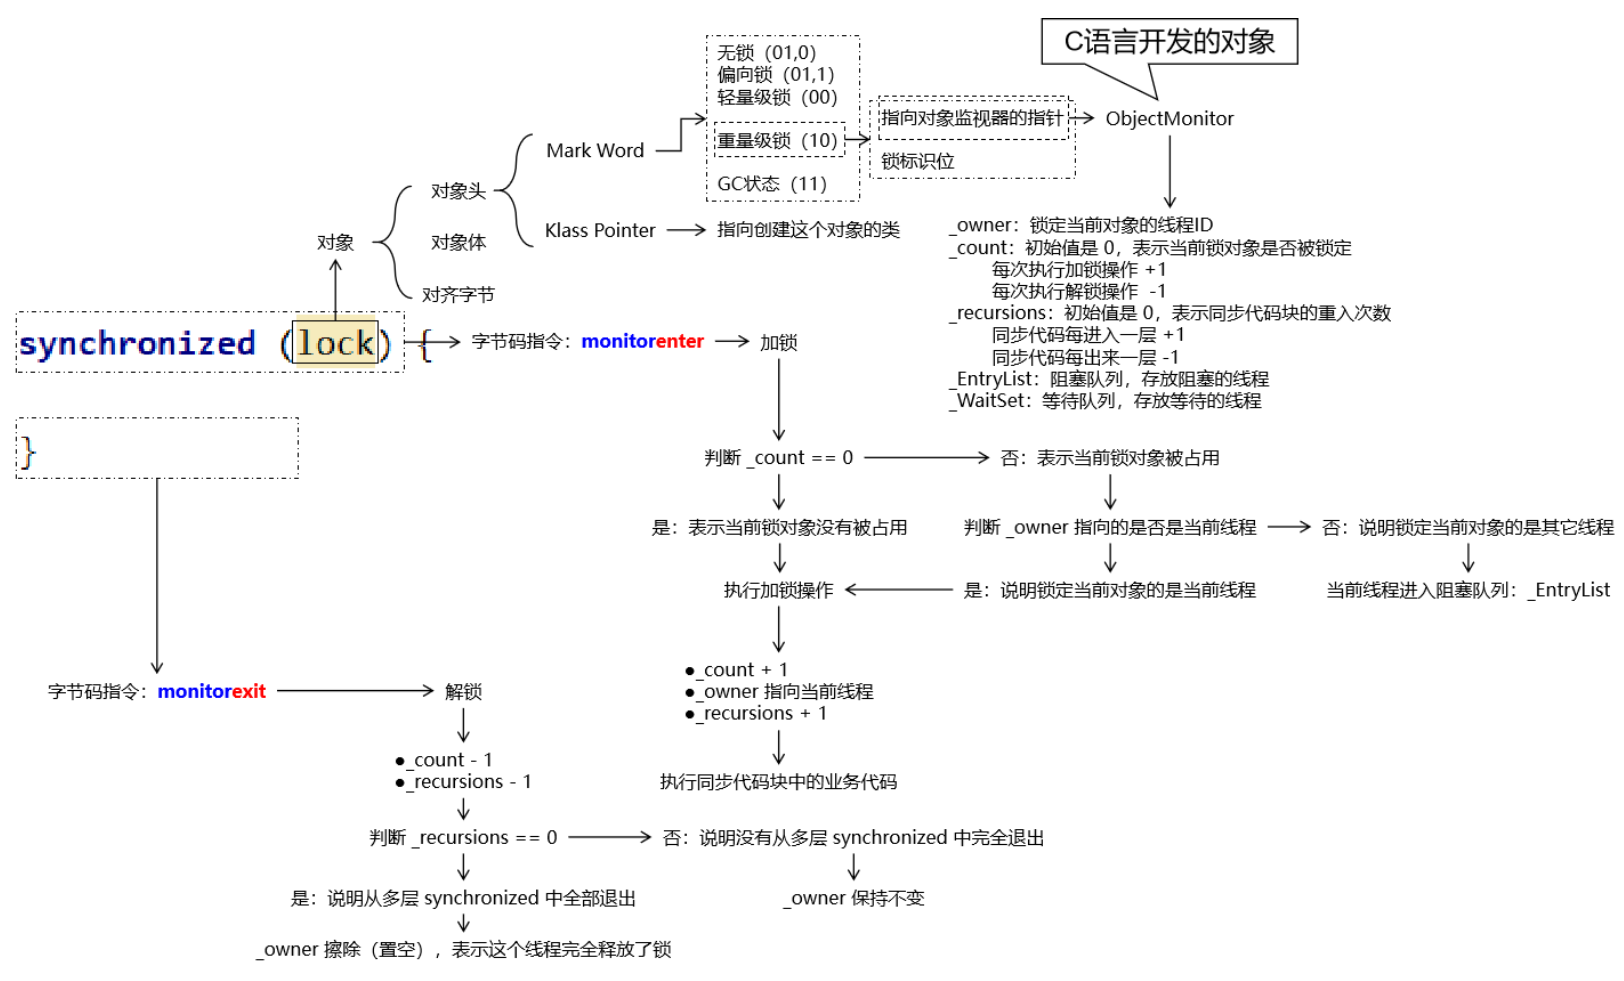 C语言开发的对象
无锁（01,0）
偏向锁（01,1）
轻量级锁（00）
重量级锁（10）
GC状态（11）
指向对象监视器的指针
锁标识位
ObjectMonitor
Mark Word
对象头
Klass Pointer
指向创建这个对象的类
对象
对象体
对齐字节
_owner：锁定当前对象的线程ID
_count：初始值是 0，表示当前锁对象是否被锁定
每次执行加锁操作 +1
每次执行解锁操作 -1
_recursions：初始值是 0，表示同步代码块的重入次数
同步代码每进入一层 +1
同步代码每出来一层 -1
_EntryList：阻塞队列，存放阻塞的线程
_WaitSet：等待队列，存放等待的线程
synchronized (lock) {
字节码指令：monitorenter
加锁
}
判断 _count == 0
否：表示当前锁对象被占用
是：表示当前锁对象没有被占用
判断 _owner 指向的是否是当前线程
否：说明锁定当前对象的是其它线程
执行加锁操作
是：说明锁定当前对象的是当前线程
当前线程进入阻塞队列：_EntryList
●_count + 1
●_owner 指向当前线程
●_recursions + 1
执行同步代码块中的业务代码
字节码指令：monitorexit
解锁
●_count - 1
●_recursions - 1
判断 _recursions == 0
否：说明没有从多层 synchronized 中完全退出
是：说明从多层 synchronized 中全部退出
_owner 保持不变
_owner 擦除（置空），表示这个线程完全释放了锁